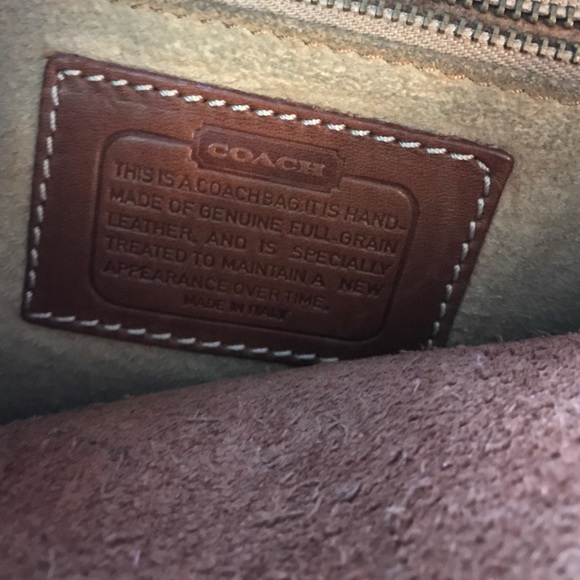 COACH
THIS IS A COACH BAG. IT IS HAND-
MADE OF GENUINE FULL-GRAIN
LEATHER, AND IS SPECIALLY
TREATED TO MAINTAIN A NEW
APPEARANCE OVER TIME.
MADE IN ITALY